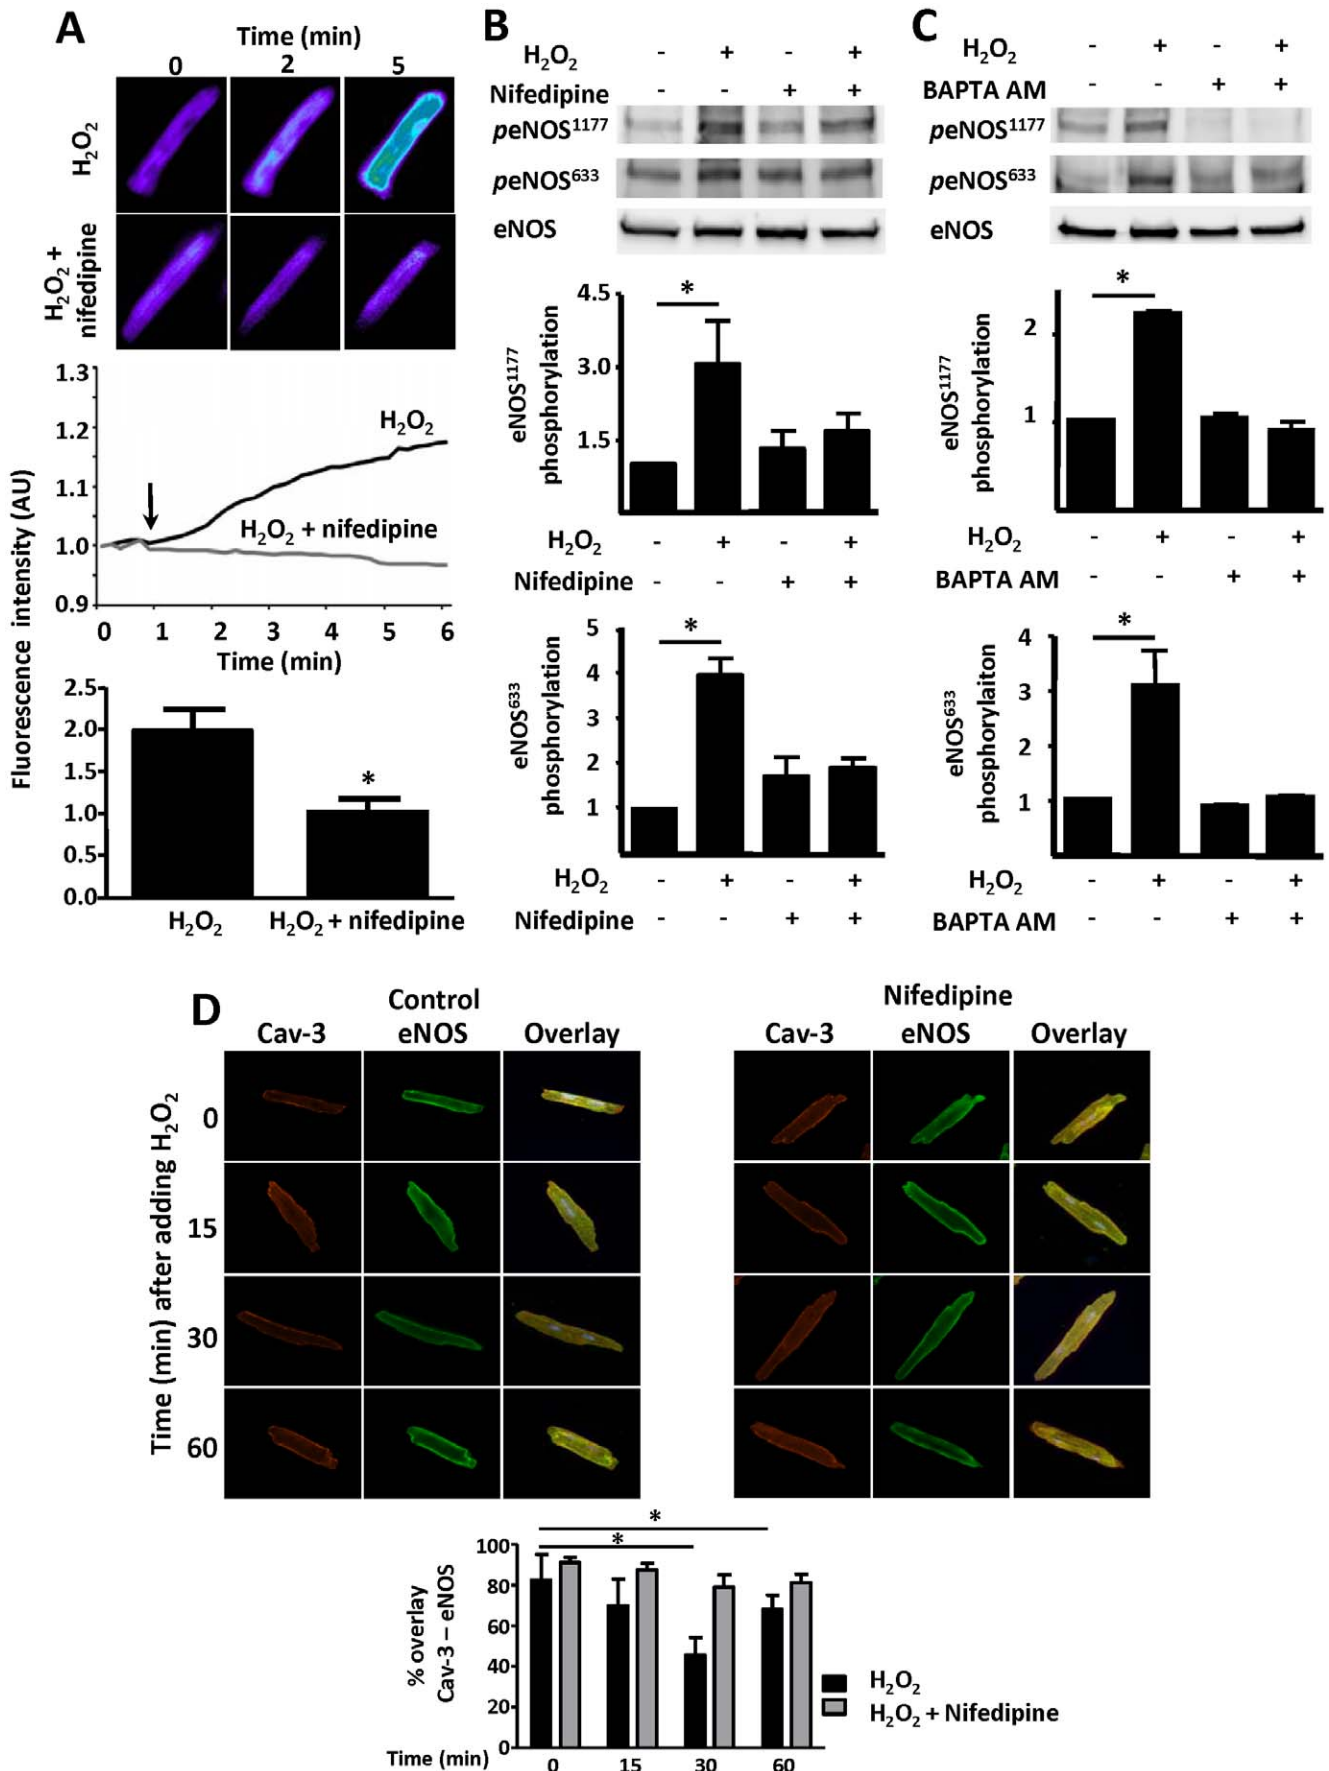 A
Time (min)
0 2 5
H₂O₂
H₂O₂ +
nifedipine
Fluorescence intensity (AU)
1.3
1.2
1.1
1.0
0.9
H₂O₂
H₂O₂ + nifedipine
0 1 2 3 4 5 6
Time (min)
2.5
2.0
1.5
1.0
0.5
0.0
*
H₂O₂ H₂O₂ + nifedipine
B
H₂O₂ - + - +
Nifedipine - - + +
peNOS¹¹⁷⁷
peNOS⁶³³
eNOS
eNOS¹¹⁷⁷
phosphorylation
4.5
3.0
1.5
*
H₂O₂ - + - +
Nifedipine - - + +
eNOS⁶³³
phosphorylation
5
4
3
2
1
*
H₂O₂ - + - +
Nifedipine - - + +
C
H₂O₂ - + - +
BAPTA AM - - + +
peNOS¹¹⁷⁷
peNOS⁶³³
eNOS
eNOS¹¹⁷⁷
phosphorylation
2
1
*
H₂O₂ - + - +
BAPTA AM - - + +
eNOS⁶³³
phosphorylaiton
4
3
2
1
*
H₂O₂ - + - +
BAPTA AM - - + +
D
Control
Cav-3 eNOS Overlay
Nifedipine
Cav-3 eNOS Overlay
Time (min) after adding H₂O₂
0
15
30
60
% overlay
Cav-3 – eNOS
100
80
60
40
20
0
*
*
H₂O₂
H₂O₂ + Nifedipine
Time (min) 0 15 30 60